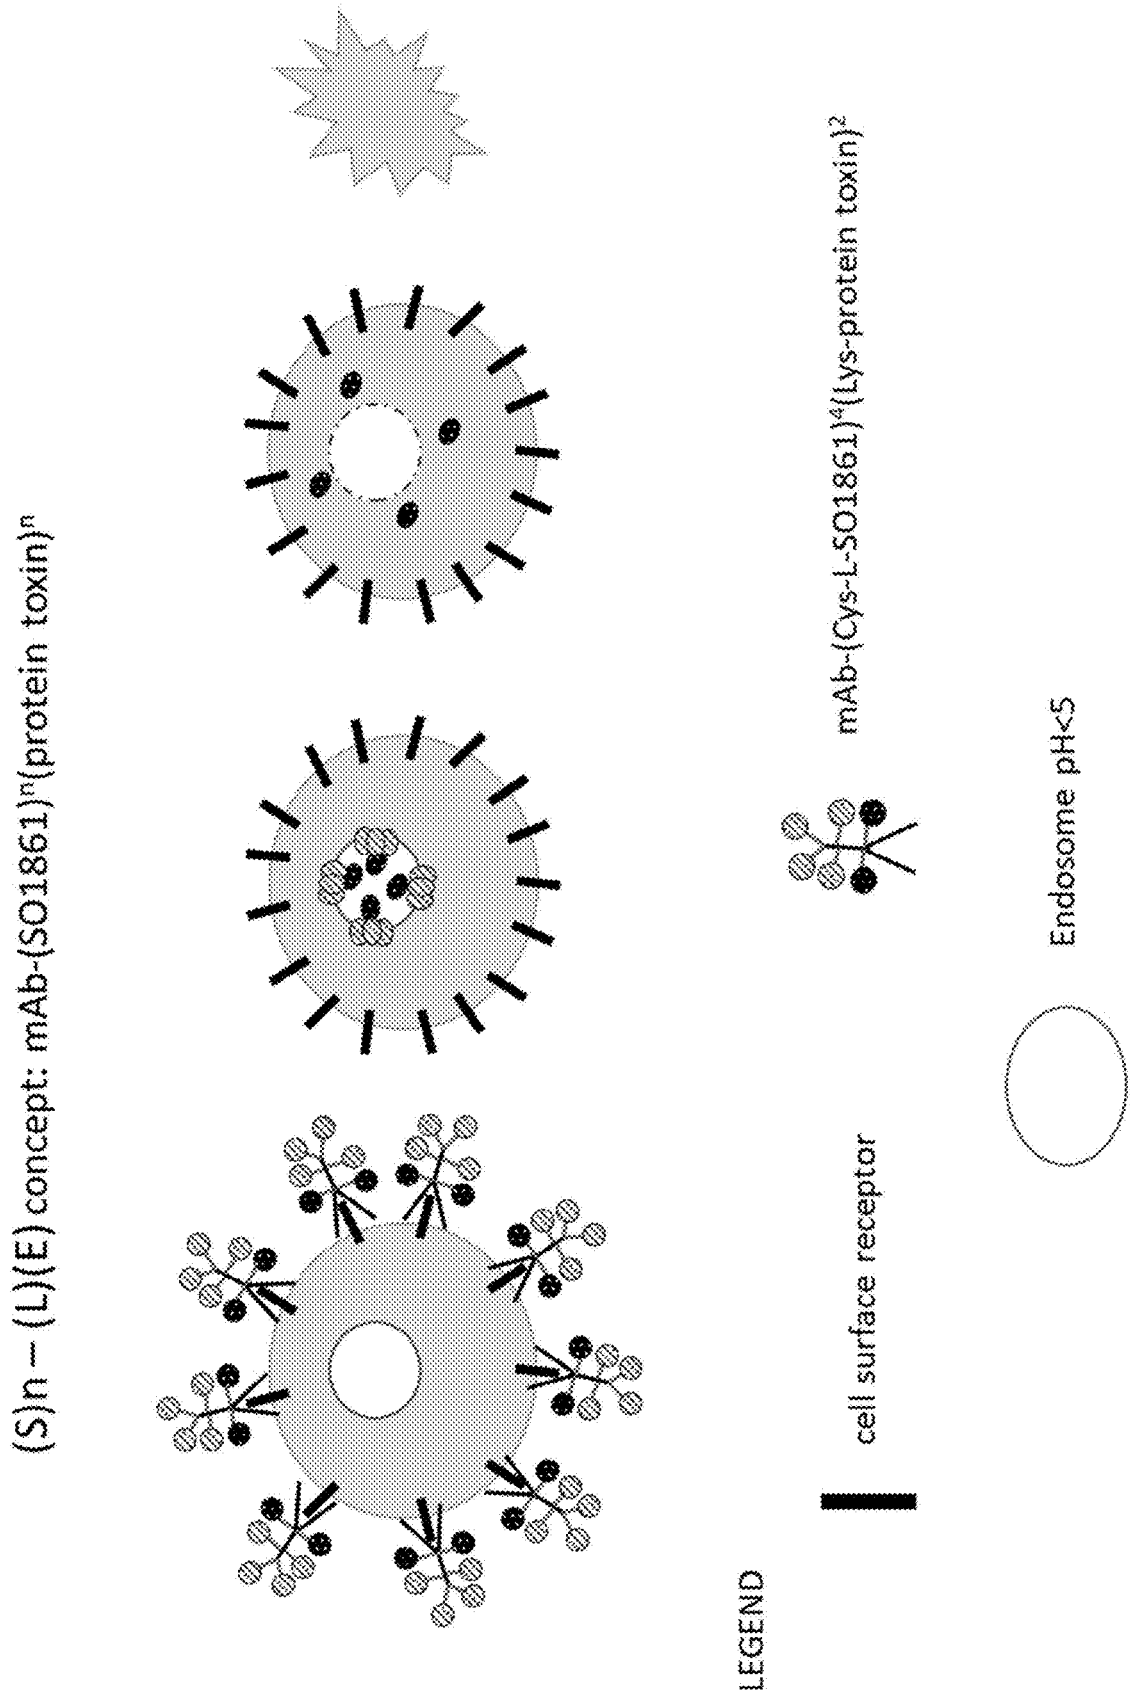 (S)n – (L)(E) concept: mAb-(SO1861)ⁿ(protein toxin)ⁿ
LEGEND
cell surface receptor
mAb-(Cys-L-SO1861)⁴(Lys-protein toxin)²
Endosome pH<5